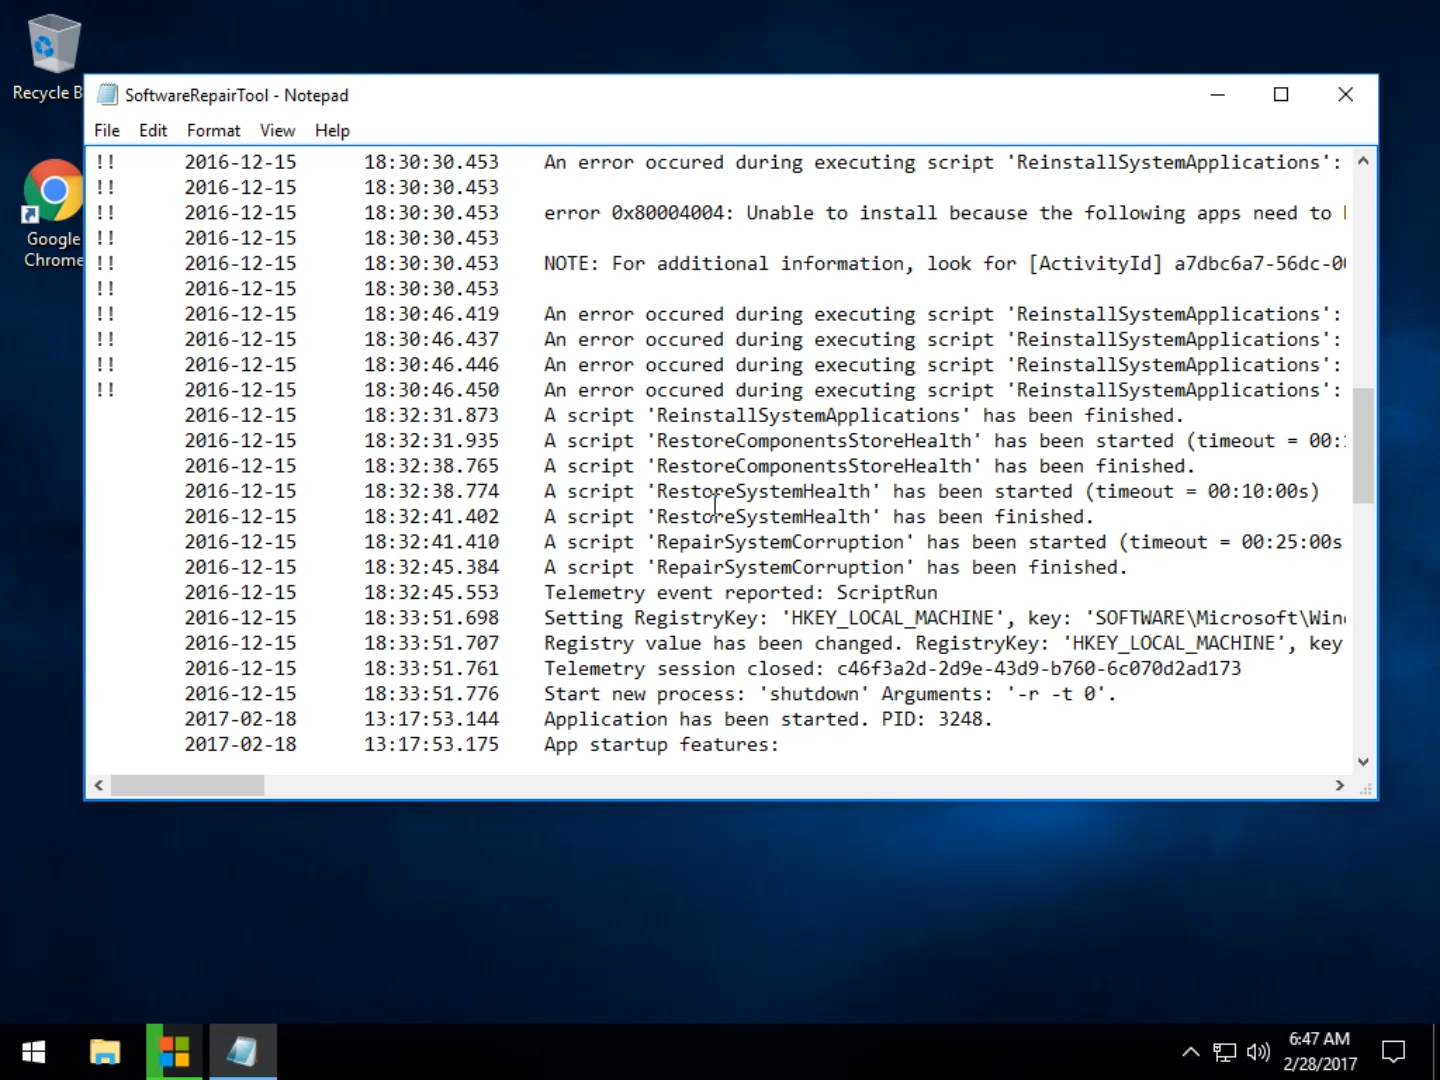 Recycle B
Google
Chrome
SoftwareRepairTool - Notepad
File Edit Format View Help
!! 2016-12-15 18:30:30.453 An error occured during executing script 'ReinstallSystemApplications':
!! 2016-12-15 18:30:30.453
!! 2016-12-15 18:30:30.453 error 0x80004004: Unable to install because the following apps need to
!! 2016-12-15 18:30:30.453
!! 2016-12-15 18:30:30.453 NOTE: For additional information, look for [ActivityId] a7dbc6a7-56dc-0
!! 2016-12-15 18:30:30.453
!! 2016-12-15 18:30:46.419 An error occured during executing script 'ReinstallSystemApplications':
!! 2016-12-15 18:30:46.437 An error occured during executing script 'ReinstallSystemApplications':
!! 2016-12-15 18:30:46.446 An error occured during executing script 'ReinstallSystemApplications':
!! 2016-12-15 18:30:46.450 An error occured during executing script 'ReinstallSystemApplications':
2016-12-15 18:32:31.873 A script 'ReinstallSystemApplications' has been finished.
2016-12-15 18:32:31.935 A script 'RestoreComponentsStoreHealth' has been started (timeout = 00:
2016-12-15 18:32:38.765 A script 'RestoreComponentsStoreHealth' has been finished.
2016-12-15 18:32:38.774 A script 'RestoreSystemHealth' has been started (timeout = 00:10:00s)
2016-12-15 18:32:41.402 A script 'RestoreSystemHealth' has been finished.
2016-12-15 18:32:41.410 A script 'RepairSystemCorruption' has been started (timeout = 00:25:00s
2016-12-15 18:32:45.384 A script 'RepairSystemCorruption' has been finished.
2016-12-15 18:32:45.553 Telemetry event reported: ScriptRun
2016-12-15 18:33:51.698 Setting RegistryKey: 'HKEY_LOCAL_MACHINE', key: 'SOFTWARE\Microsoft\Win
2016-12-15 18:33:51.707 Registry value has been changed. RegistryKey: 'HKEY_LOCAL_MACHINE', key
2016-12-15 18:33:51.761 Telemetry session closed: c46f3a2d-2d9e-43d9-b760-6c070d2ad173
2016-12-15 18:33:51.776 Start new process: 'shutdown' Arguments: '-r -t 0'.
2017-02-18 13:17:53.144 Application has been started. PID: 3248.
2017-02-18 13:17:53.175 App startup features:
6:47 AM
2/28/2017